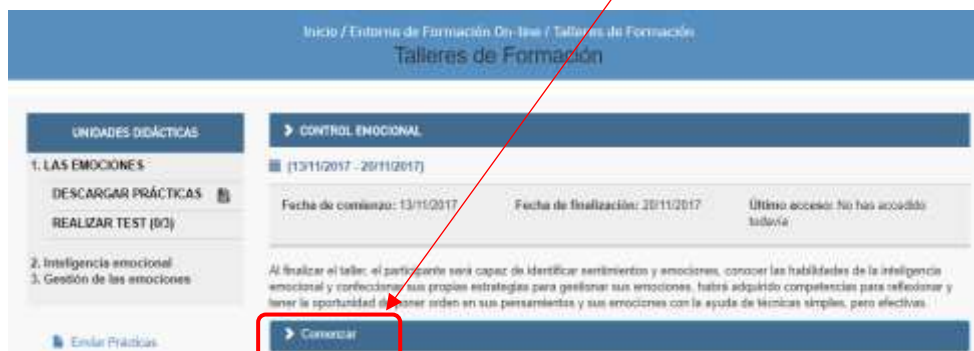 Inicio / Entorno de Formación On-line / Talleres de Formación
Talleres de Formación
UNIDADES DIDÁCTICAS
1. LAS EMOCIONES
DESCARGAR PRÁCTICAS
REALIZAR TEST (0/3)
2. Inteligencia emocional
3. Gestión de las emociones
Enviar Prácticas
CONTROL EMOCIONAL
(13/11/2017 - 20/11/2017)
Fecha de comienzo: 13/11/2017
Fecha de finalización: 20/11/2017
Último acceso: No has accedido
todavía
Al finalizar el taller, el participante será capaz de identificar sentimientos y emociones, conocer las habilidades de la inteligencia
emocional y confeccionar sus propias estrategias para gestionar sus emociones, habrá adquirido competencias para reflexionar y
tener la oportunidad de poner orden en sus pensamientos y sus emociones con la ayuda de técnicas simples, pero efectivas.
Comenzar